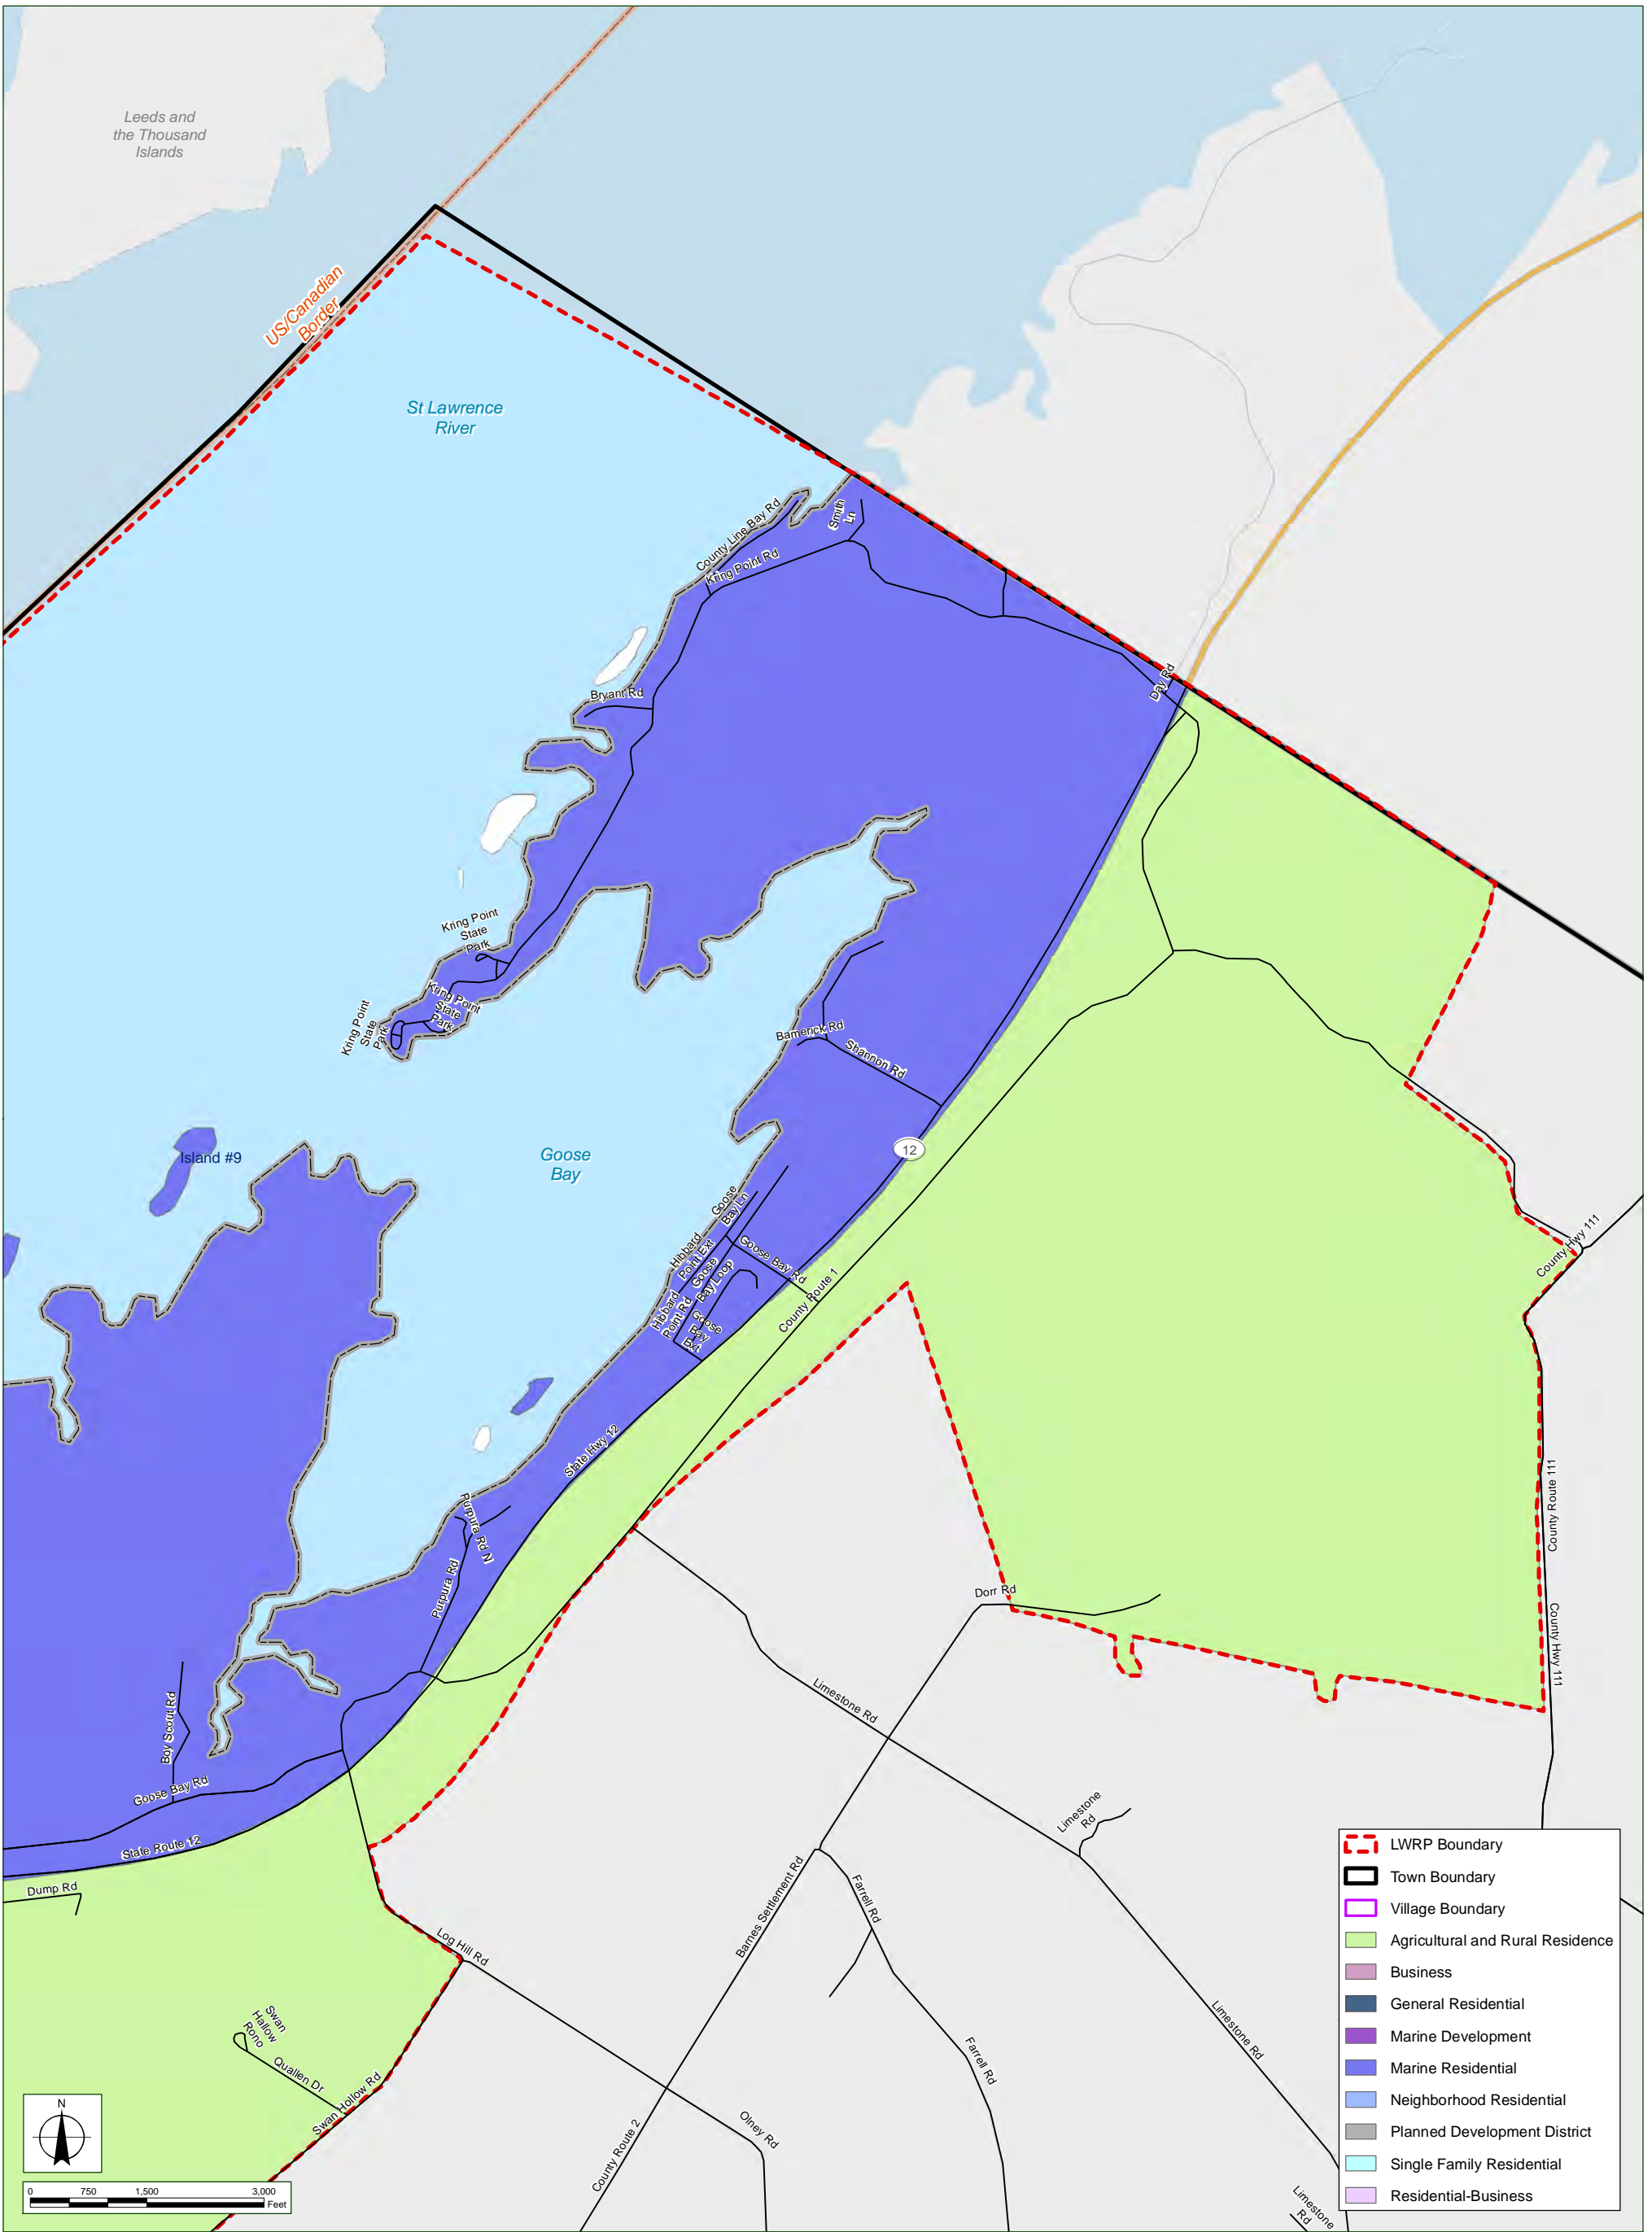 Leeds and
the Thousand
Islands
US/Canadian
Border
St Lawrence
River
County Line Bay Rd
Smith
Ln
Kring Point Rd
Day Rd
Bryant Rd
Kring Point
State
Park
Kring Point
State
Park
Kring Point
State
Park
Bamerick Rd
Shannon Rd
12
Island #9
Goose
Bay
Goose
Bay Ln
Hibbard
Point Ext
Goose
Bay Loop
Goose Bay Rd
Hibbard
Point Rd
Goose
Bay
Ext
County Route 1
County Hwy 111
State Hwy 12
County Route 111
Purpura Rd N
Purpura Rd
Dorr Rd
County Hwy 111
Limestone Rd
Boy Scout Rd
Goose Bay Rd
State Route 12
Limestone
Rd
Dump Rd
Barnes Settlement Rd
Farrell Rd
Log Hill Rd
Swan
Hallow
Rono
Quallen Dr
Swan Hollow Rd
Limestone Rd
Farrell Rd
Olney Rd
County Route 2
Limestone
Rd
N
0 750 1,500 3,000
Feet
LWRP Boundary
Town Boundary
Village Boundary
Agricultural and Rural Residence
Business
General Residential
Marine Development
Marine Residential
Neighborhood Residential
Planned Development District
Single Family Residential
Residential-Business